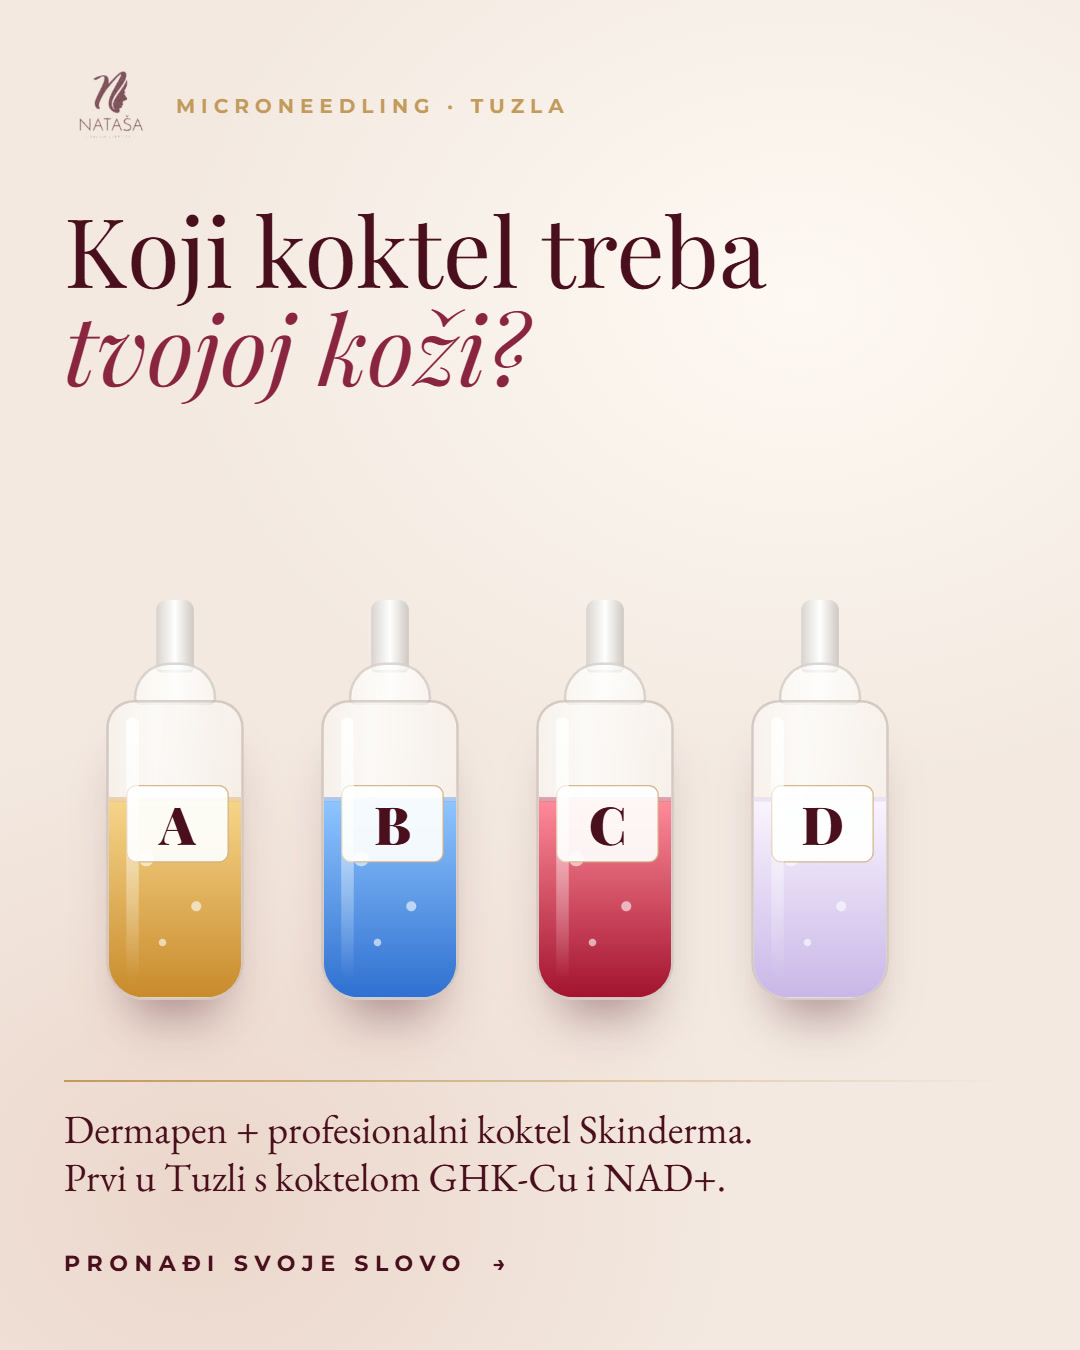 NATAŠA
MICRONEEDLING · TUZLA
Koji koktel treba
tvojoj koži?
A
B
C
D
Dermapen + profesionalni koktel Skinderma.
Prvi u Tuzli s koktelom GHK-Cu i NAD+.
PRONAĐI SVOJE SLOVO →